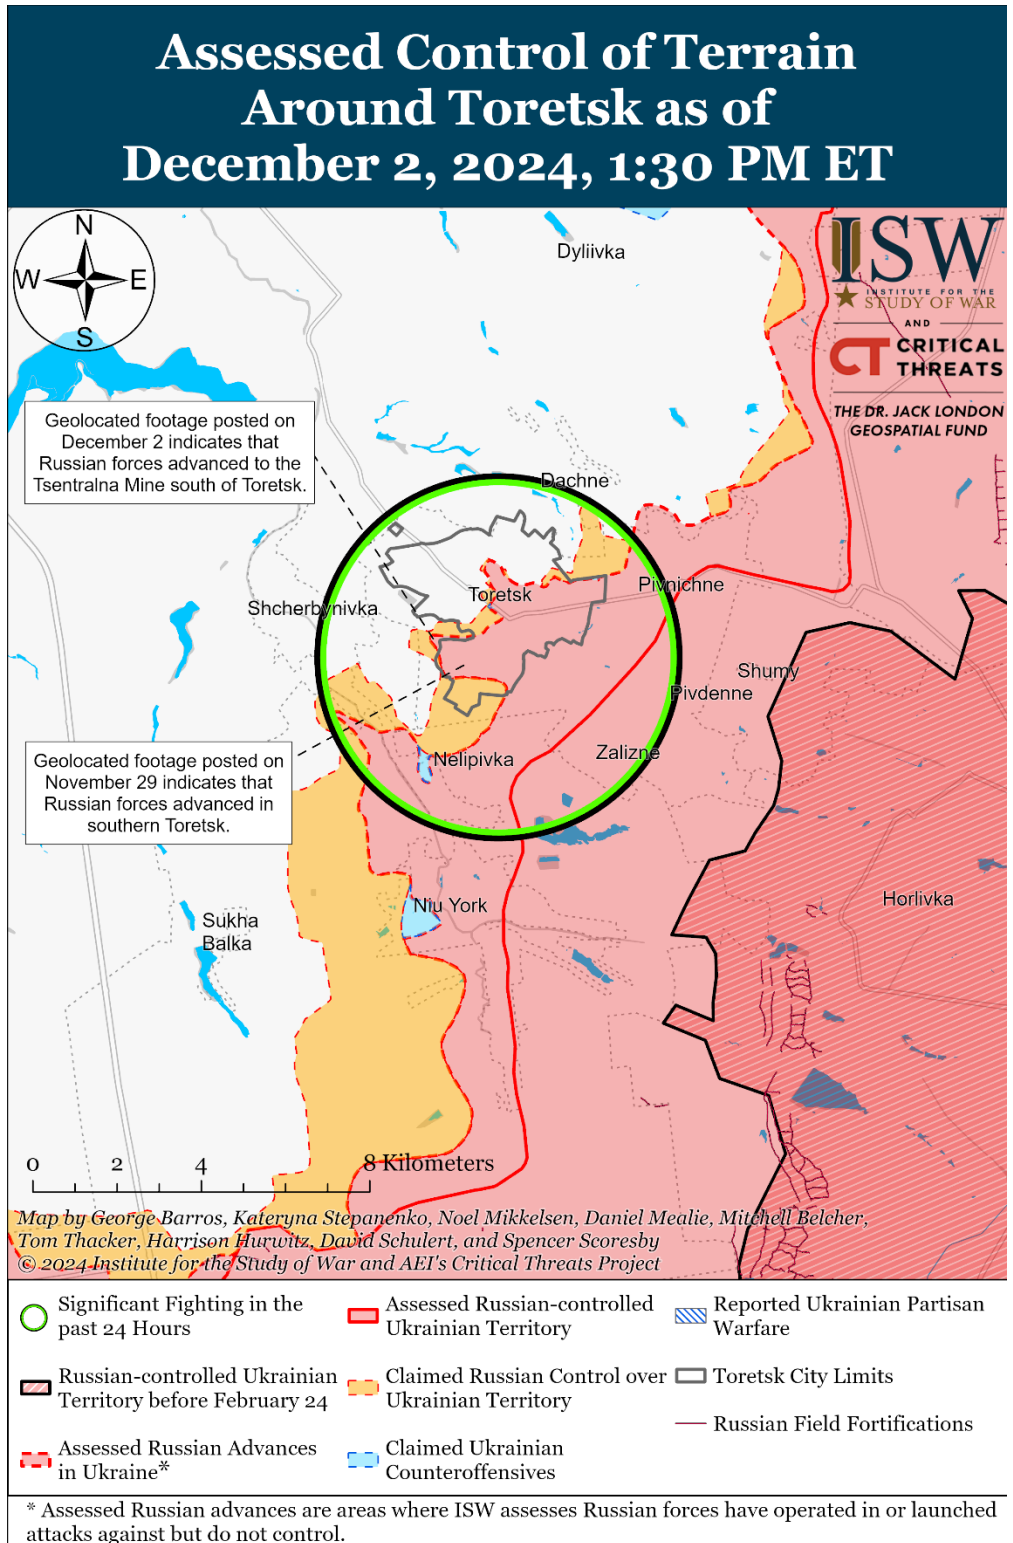 Assessed Control of Terrain
Around Toretsk as of
December 2, 2024, 1:30 PM ET
N
W
E
S
ISW
INSTITUTE FOR THE
STUDY OF WAR
AND
CT CRITICAL
THREATS
THE DR. JACK LONDON
GEOSPATIAL FUND
Dyliivka
Geolocated footage posted on
December 2 indicates that
Russian forces advanced to the
Tsentralna Mine south of Toretsk.
Dachne
Toretsk
Pivnichne
Shcherbynivka
Shumy
Pivdenne
Zalizne
Nelipivka
Geolocated footage posted on
November 29 indicates that
Russian forces advanced in
southern Toretsk.
Niu York
Horlivka
Sukha
Balka
0 2 4 8 Kilometers
Map by George Barros, Kateryna Stepanenko, Noel Mikkelsen, Daniel Mealie, Mitchell Belcher,
Tom Thacker, Harrison Hurwitz, David Schulert, and Spencer Scoresby
© 2024 Institute for the Study of War and AEI's Critical Threats Project
Significant Fighting in the
past 24 Hours
Russian-controlled Ukrainian
Territory before February 24
Assessed Russian Advances
in Ukraine*
Assessed Russian-controlled
Ukrainian Territory
Claimed Russian Control over
Ukrainian Territory
Claimed Ukrainian
Counteroffensives
Reported Ukrainian Partisan
Warfare
Toretsk City Limits
Russian Field Fortifications
* Assessed Russian advances are areas where ISW assesses Russian forces have operated in or launched
attacks against but do not control.